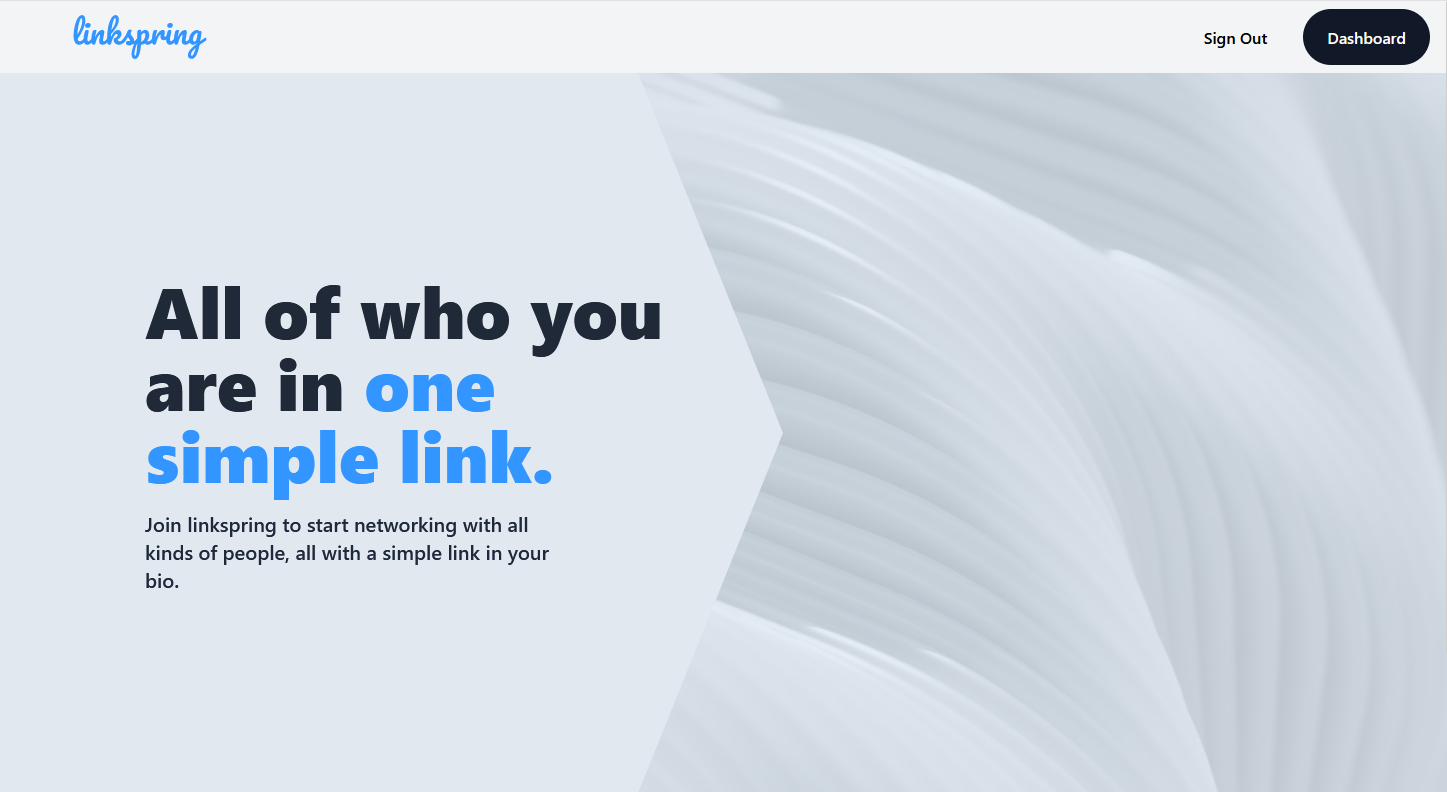 linkspring
Sign Out
Dashboard
All of who you
are in one
simple link.
Join linkspring to start networking with all
kinds of people, all with a simple link in your
bio.